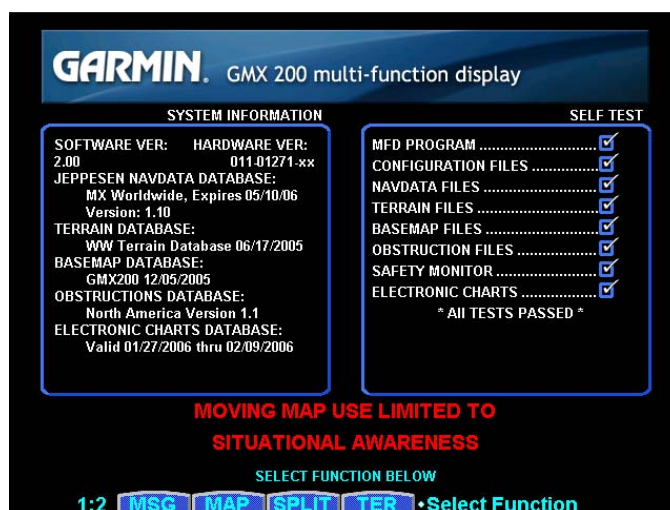 GARMIN. GMX 200 multi-function display
SYSTEM INFORMATION
SOFTWARE VER: HARDWARE VER:
2.00 011-01271-xx
JEPPESEN NAVDATA DATABASE:
MX Worldwide, Expires 05/10/06
Version: 1.10
TERRAIN DATABASE:
WW Terrain Database 06/17/2005
BASEMAP DATABASE:
GMX200 12/05/
2005
OBSTRUCTIONS DATABASE:
North America Version 1.1
ELECTRONIC CHARTS DATABASE:
Valid 01/27/2006 thru 02/09/2006
SELF TEST
MFD PROGRAM
CONFIGURATION FILES
NAVDATA FILES
TERRAIN FILES
BASEMAP FILES
OBSTRUCTION FILES
SAFETY MONITOR
ELECTRONIC CHARTS
* All TESTS PASSED *
MOVING MAP USE LIMITED TO
SITUATIONAL AWARENESS
SELECT FUNCTION BELOW
1:2 MSG MAP SPLIT TER •Select Function